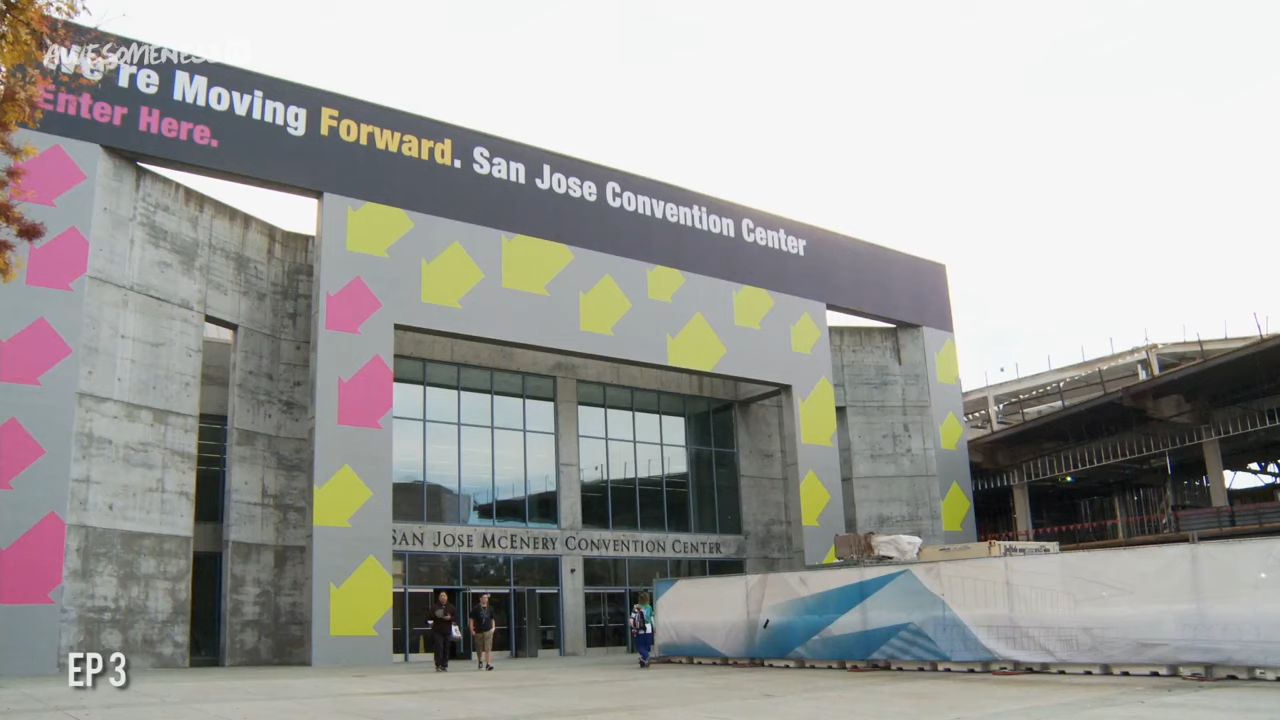 AWESOMENESS
We're Moving Forward. San Jose Convention Center
Enter Here.
SAN JOSE MCENERY CONVENTION CENTER
EP 3